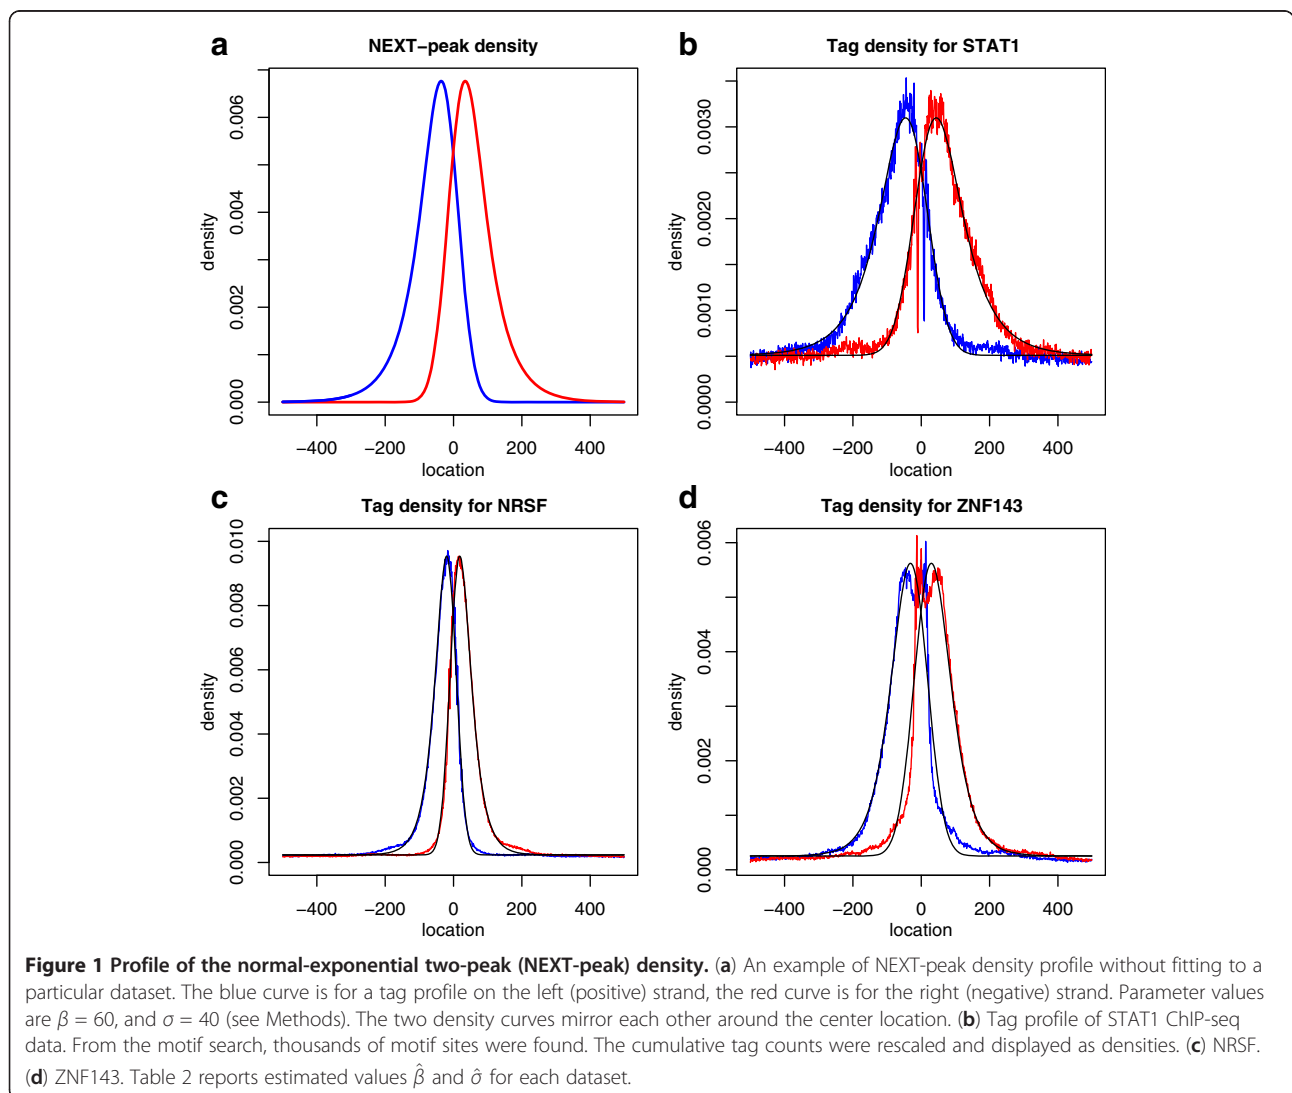 a
NEXT−peak density
density
0.000
0.002
0.004
0.006
−400 −200 0 200 400
location
b
Tag density for STAT1
density
0.0000
0.0010
0.0020
0.0030
−400 −200 0 200 400
location
c
Tag density for NRSF
density
0.000
0.002
0.004
0.006
0.008
0.010
−400 −200 0 200 400
location
d
Tag density for ZNF143
density
0.000
0.002
0.004
0.006
−400 −200 0 200 400
location
Figure 1 Profile of the normal-exponential two-peak (NEXT-peak) density. (a) An example of NEXT-peak density profile without fitting to a
particular dataset. The blue curve is for a tag profile on the left (positive) strand, the red curve is for the right (negative) strand. Parameter values
are β = 60, and σ = 40 (see Methods). The two density curves mirror each other around the center location. (b) Tag profile of STAT1 ChIP-seq
data. From the motif search, thousands of motif sites were found. The cumulative tag counts were rescaled and displayed as densities. (c) NRSF.
(d) ZNF143. Table 2 reports estimated values β̂ and σ̂ for each dataset.